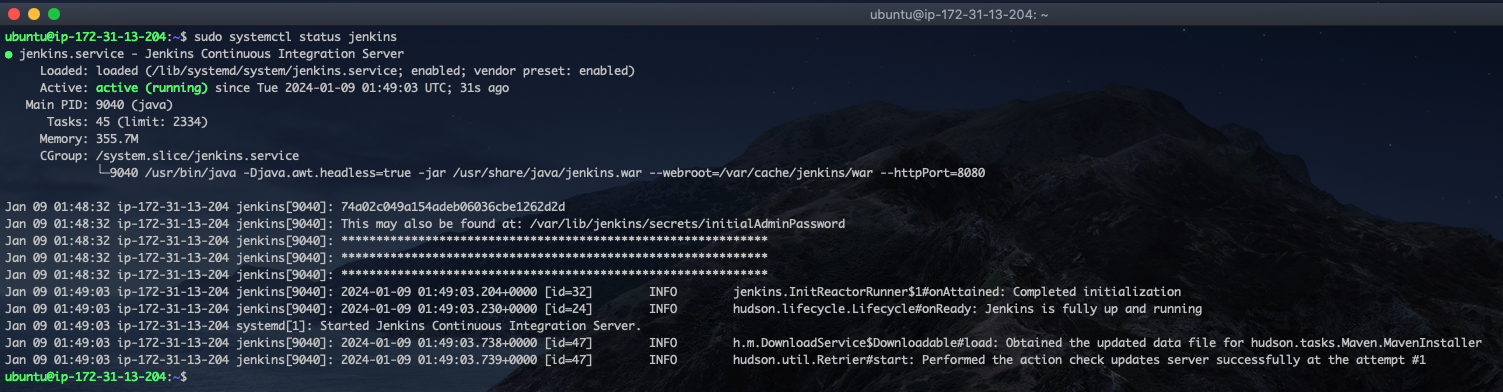 ubuntu@ip-172-31-13-204: ~
ubuntu@ip-172-31-13-204:~$ sudo systemctl status jenkins
● jenkins.service - Jenkins Continuous Integration Server
     Loaded: loaded (/lib/systemd/system/jenkins.service; enabled; vendor preset: enabled)
     Active: active (running) since Tue 2024-01-09 01:49:03 UTC; 31s ago
   Main PID: 9040 (java)
      Tasks: 45 (limit: 2334)
     Memory: 355.7M
     CGroup: /system.slice/jenkins.service
             └─9040 /usr/bin/java -Djava.awt.headless=true -jar /usr/share/java/jenkins.war --webroot=/var/cache/jenkins/war --httpPort=8080
Jan 09 01:48:32 ip-172-31-13-204 jenkins[9040]: 74a02c049a154adeb06036cbe1262d2d
Jan 09 01:48:32 ip-172-31-13-204 jenkins[9040]: This may also be found at: /var/lib/jenkins/secrets/initialAdminPassword
Jan 09 01:48:32 ip-172-31-13-204 jenkins[9040]: *************************************************************
Jan 09 01:48:32 ip-172-31-13-204 jenkins[9040]: *************************************************************
Jan 09 01:48:32 ip-172-31-13-204 jenkins[9040]: *************************************************************
Jan 09 01:49:03 ip-172-31-13-204 jenkins[9040]: 2024-01-09 01:49:03.204+0000 [id=32]        INFO        jenkins.InitReactorRunner$1#onAttained: Completed initialization
Jan 09 01:49:03 ip-172-31-13-204 jenkins[9040]: 2024-01-09 01:49:03.230+0000 [id=24]        INFO        hudson.lifecycle.Lifecycle#onReady: Jenkins is fully up and running
Jan 09 01:49:03 ip-172-31-13-204 systemd[1]: Started Jenkins Continuous Integration Server.
Jan 09 01:49:03 ip-172-31-13-204 jenkins[9040]: 2024-01-09 01:49:03.738+0000 [id=47]        INFO        h.m.DownloadService$Downloadable#load: Obtained the updated data file for hudson.tasks.Maven.MavenInstaller
Jan 09 01:49:03 ip-172-31-13-204 jenkins[9040]: 2024-01-09 01:49:03.739+0000 [id=47]        INFO        hudson.util.Retrier#start: Performed the action check updates server successfully at the attempt #1
ubuntu@ip-172-31-13-204:~$